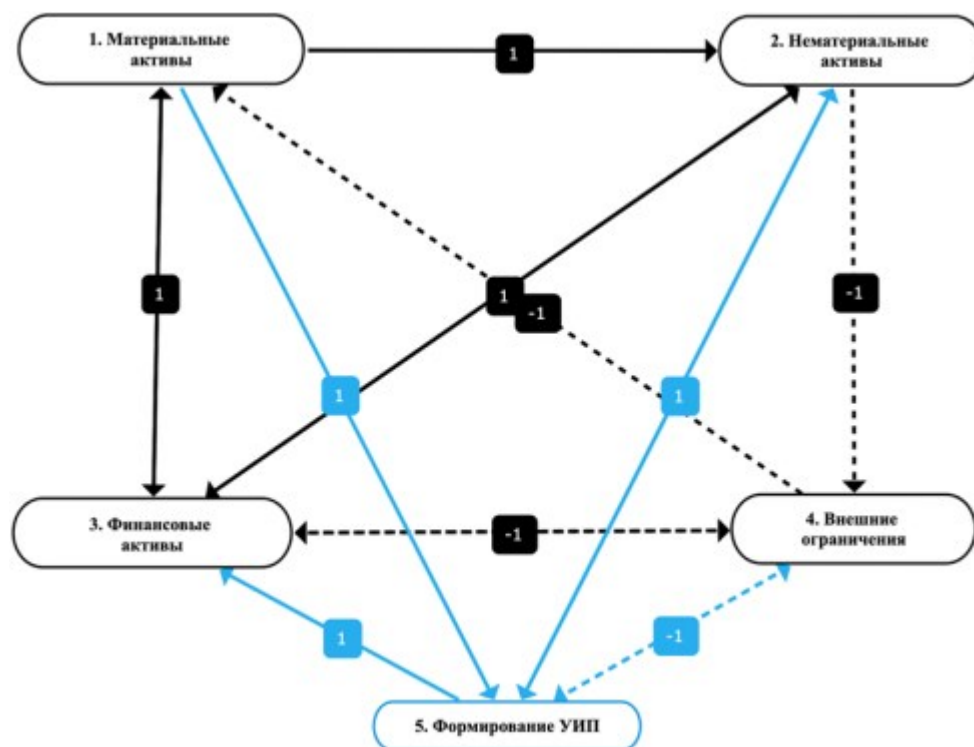 1. Материальные
активы
2. Нематериальные
активы
1
1
1
-1
-1
1
1
3. Финансовые
активы
-1
4. Внешние
ограничения
1
-1
5. Формирование УИП